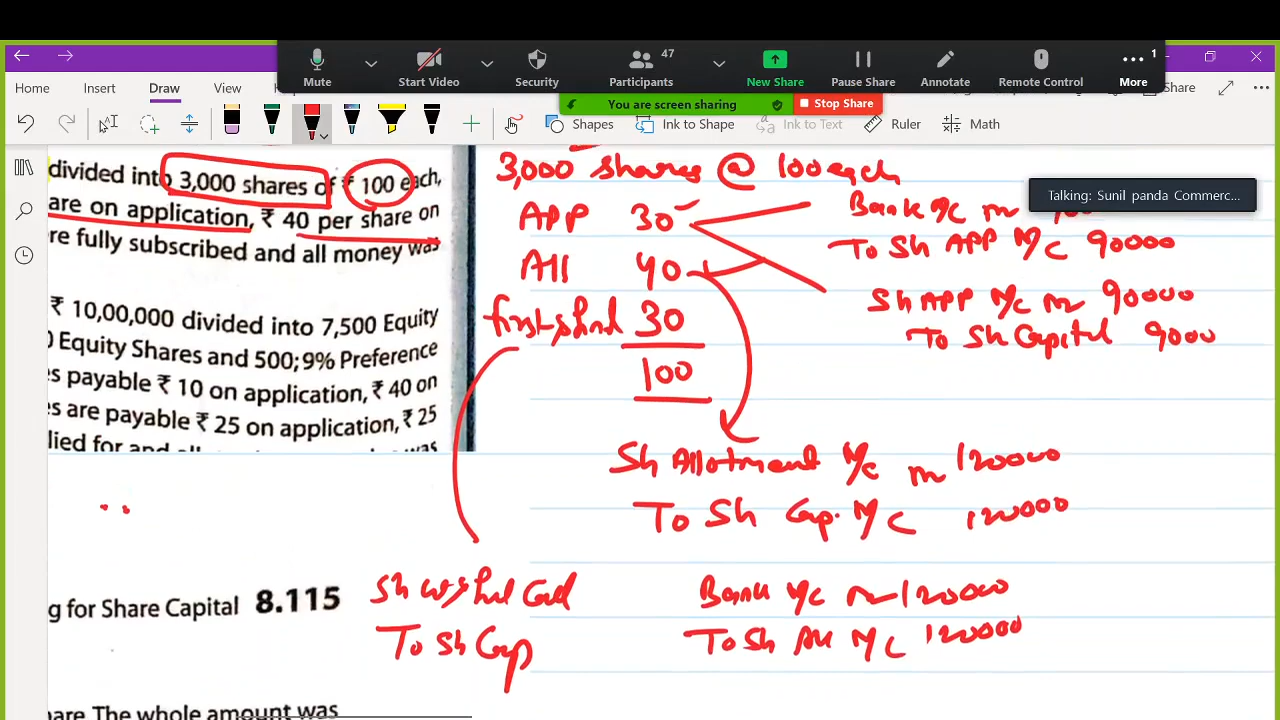 47
1
Mute
Start Video
Security
Participants
New Share
Pause Share
Annotate
Remote Control
More
You are screen sharing
Stop Share
Home
Insert
Draw
View
Share
Shapes
Ink to Shape
Ink to Text
Ruler
Math
Talking: Sunil panda Commerc...
divided into 3,000 shares of ₹ 100 each,
are on application, ₹ 40 per share on
re fully subscribed and all money was
₹ 10,00,000 divided into 7,500 Equity
0 Equity Shares and 500; 9% Preference
es payable ₹ 10 on application, ₹ 40 on
es are payable ₹ 25 on application, ₹ 25
lied for and
was
g for Share Capital 8.115
are. The whole amount was
3,000 shares @ 100 each
APP 30
All 40
30
100
Bank A/c
To Sh APP A/C 90000
Sh APP A/C Dr 90000
To Sh Capital 9000
Sh Allotment A/C Dr 120000
To Sh Cap. A/C 120000
Bank A/c Dr 120000
To Sh All A/C 120000
Sh
To Sh Cap